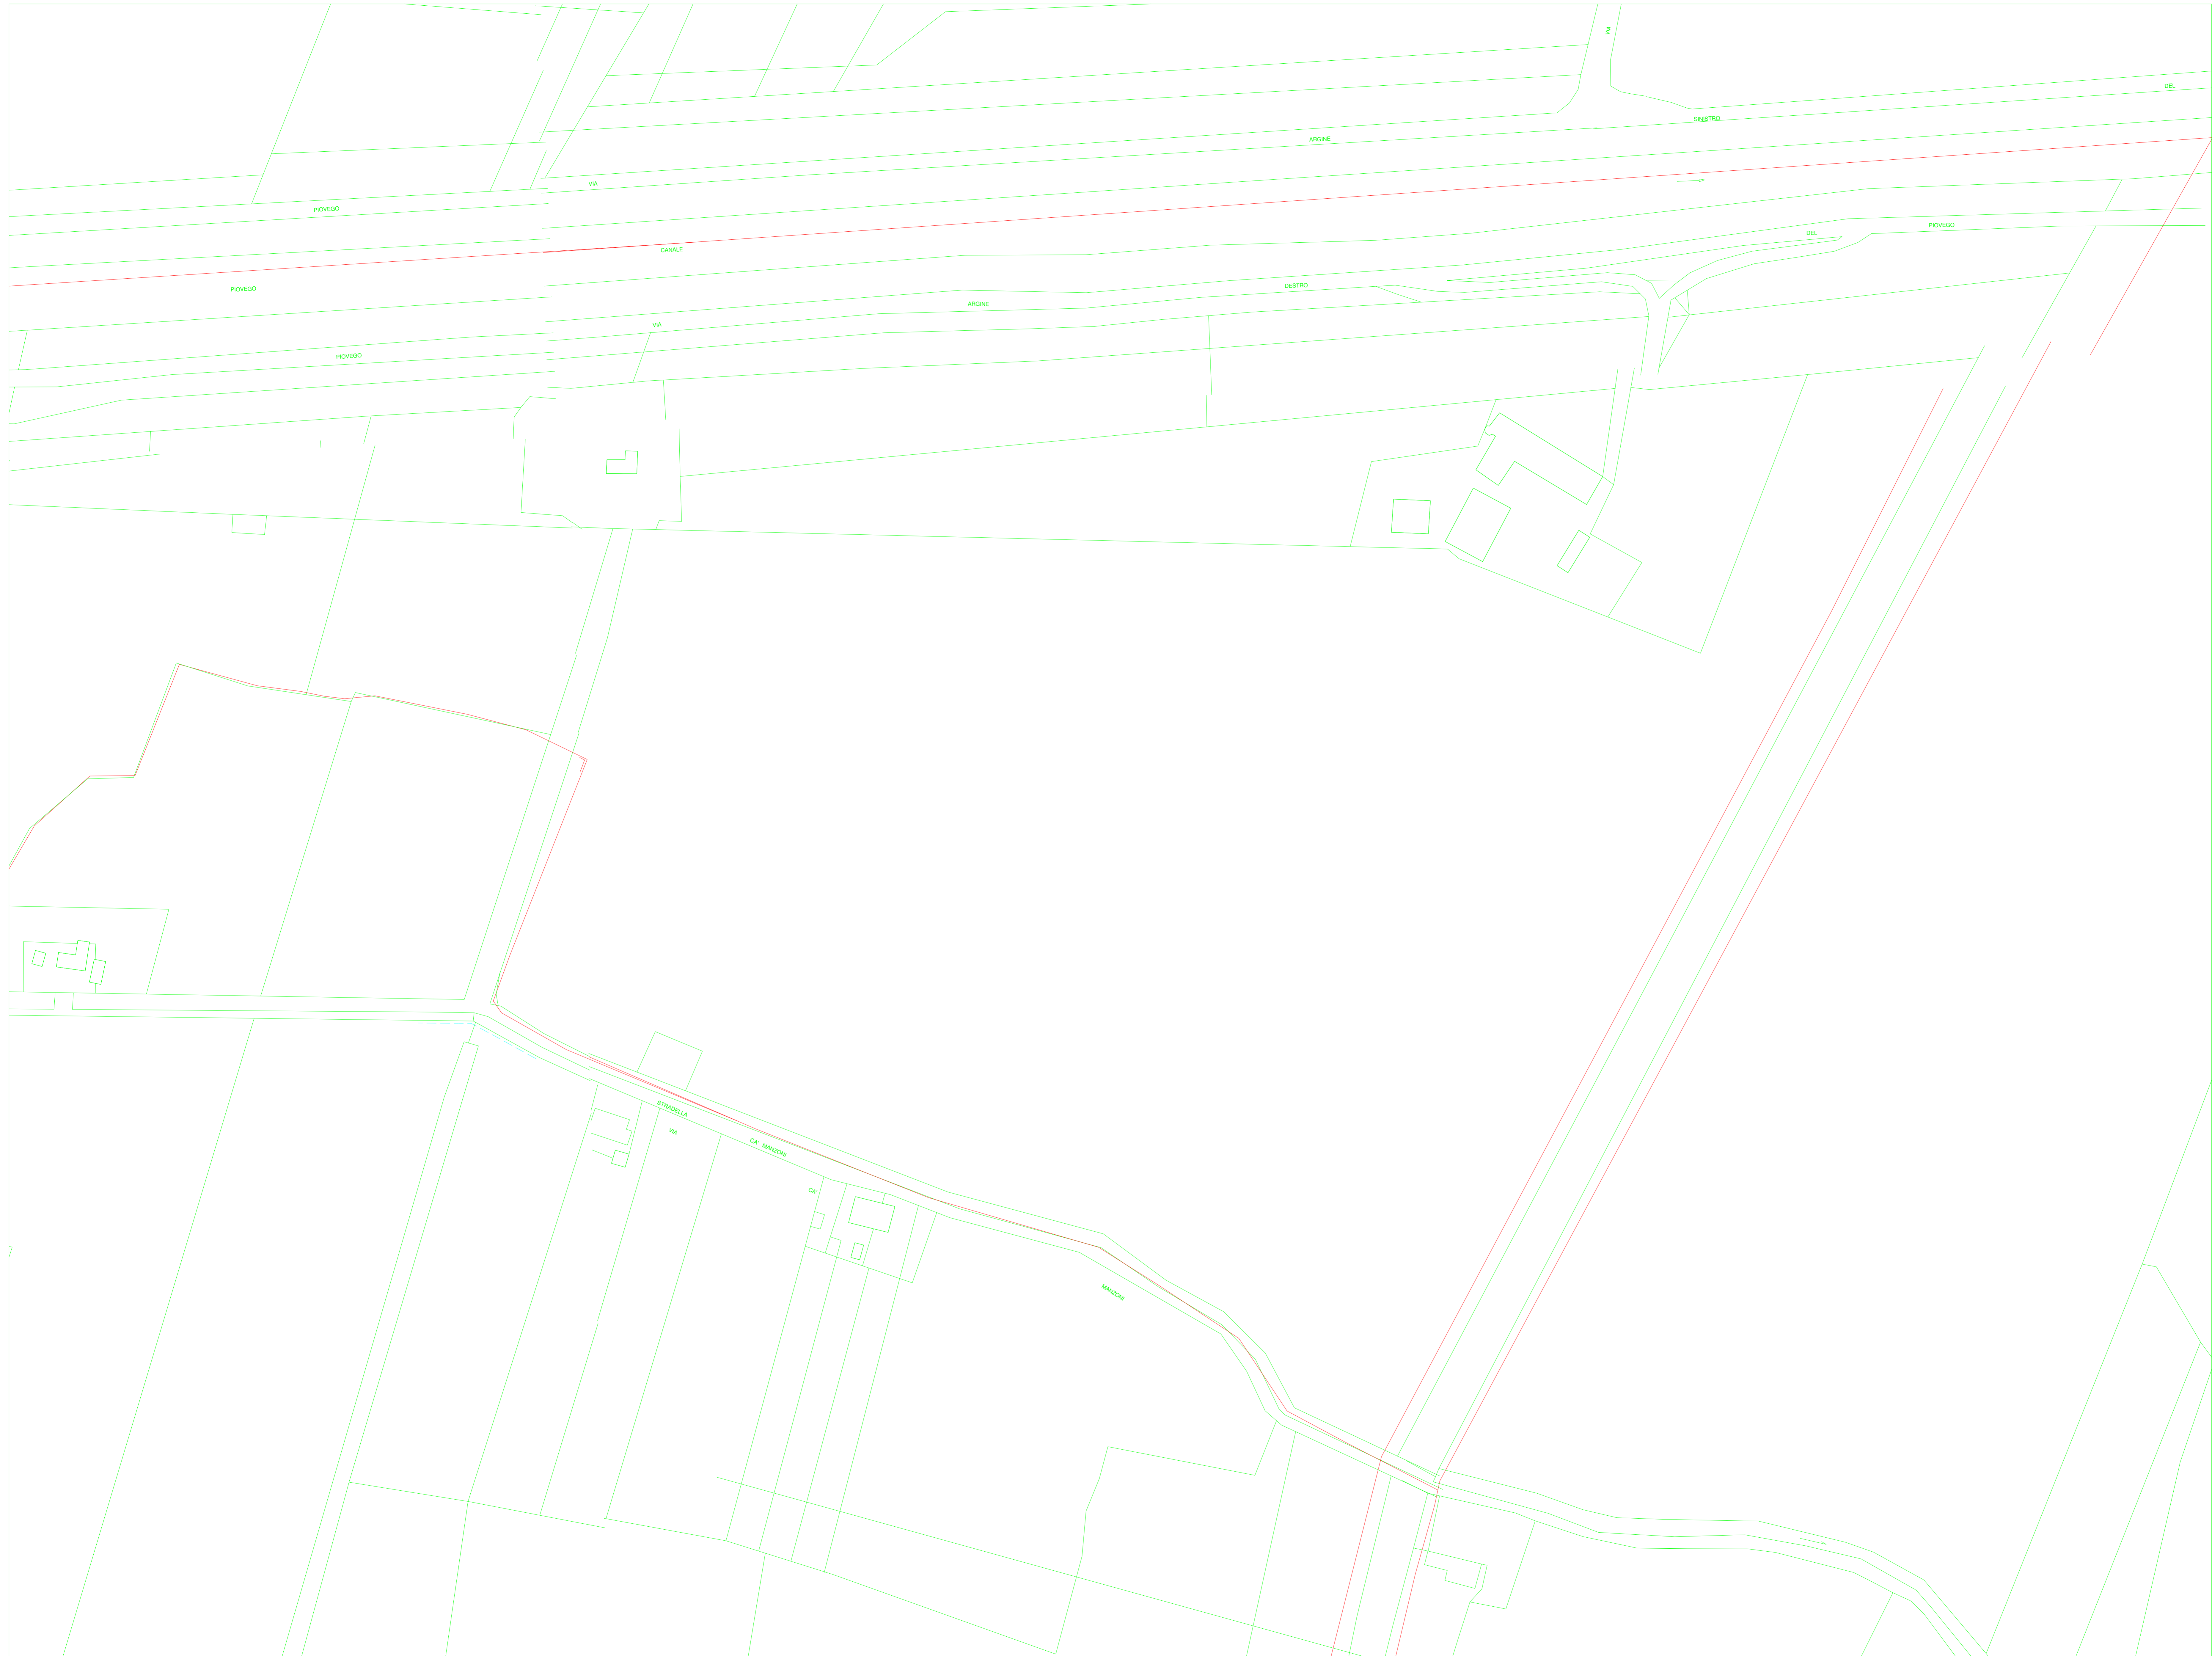 VIA
DEL
SINISTRO
ARGINE
VIA
PIOVEGO
PIOVEGO
DEL
CANALE
PIOVEGO
DESTRO
ARGINE
VIA
PIOVEGO
STRADELLA
VIA
CA' MANZONI
CA'
MANZONI